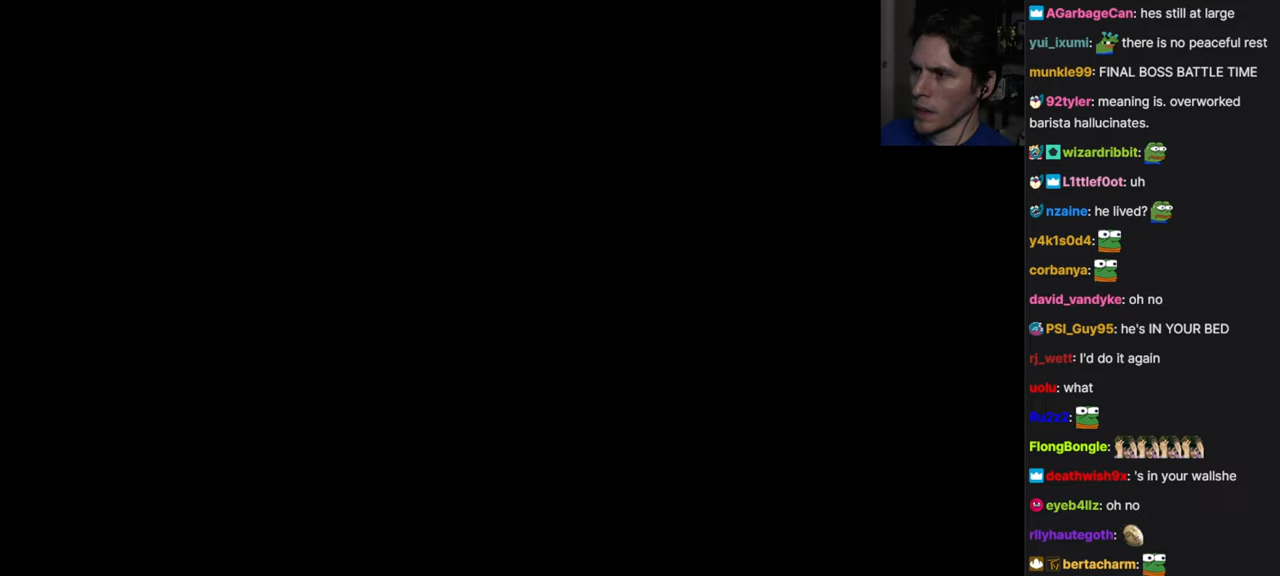 AGarbageCan: hes still at large
yui_ixumi: there is no peaceful rest
munkle99: FINAL BOSS BATTLE TIME
92tyler: meaning is. overworked
barista hallucinates.
wizardribbit:
L1ttlef0ot: uh
nzaine: he lived?
y4k1s0d4:
corbanya:
david_vandyke: oh no
PSI_Guy95: he's IN YOUR BED
rj_wett: I'd do it again
uolu: what
FlongBongle:
deathwish9x: 's in your wallshe
eyeb4llz: oh no
rllyhautegoth:
bertacharm: